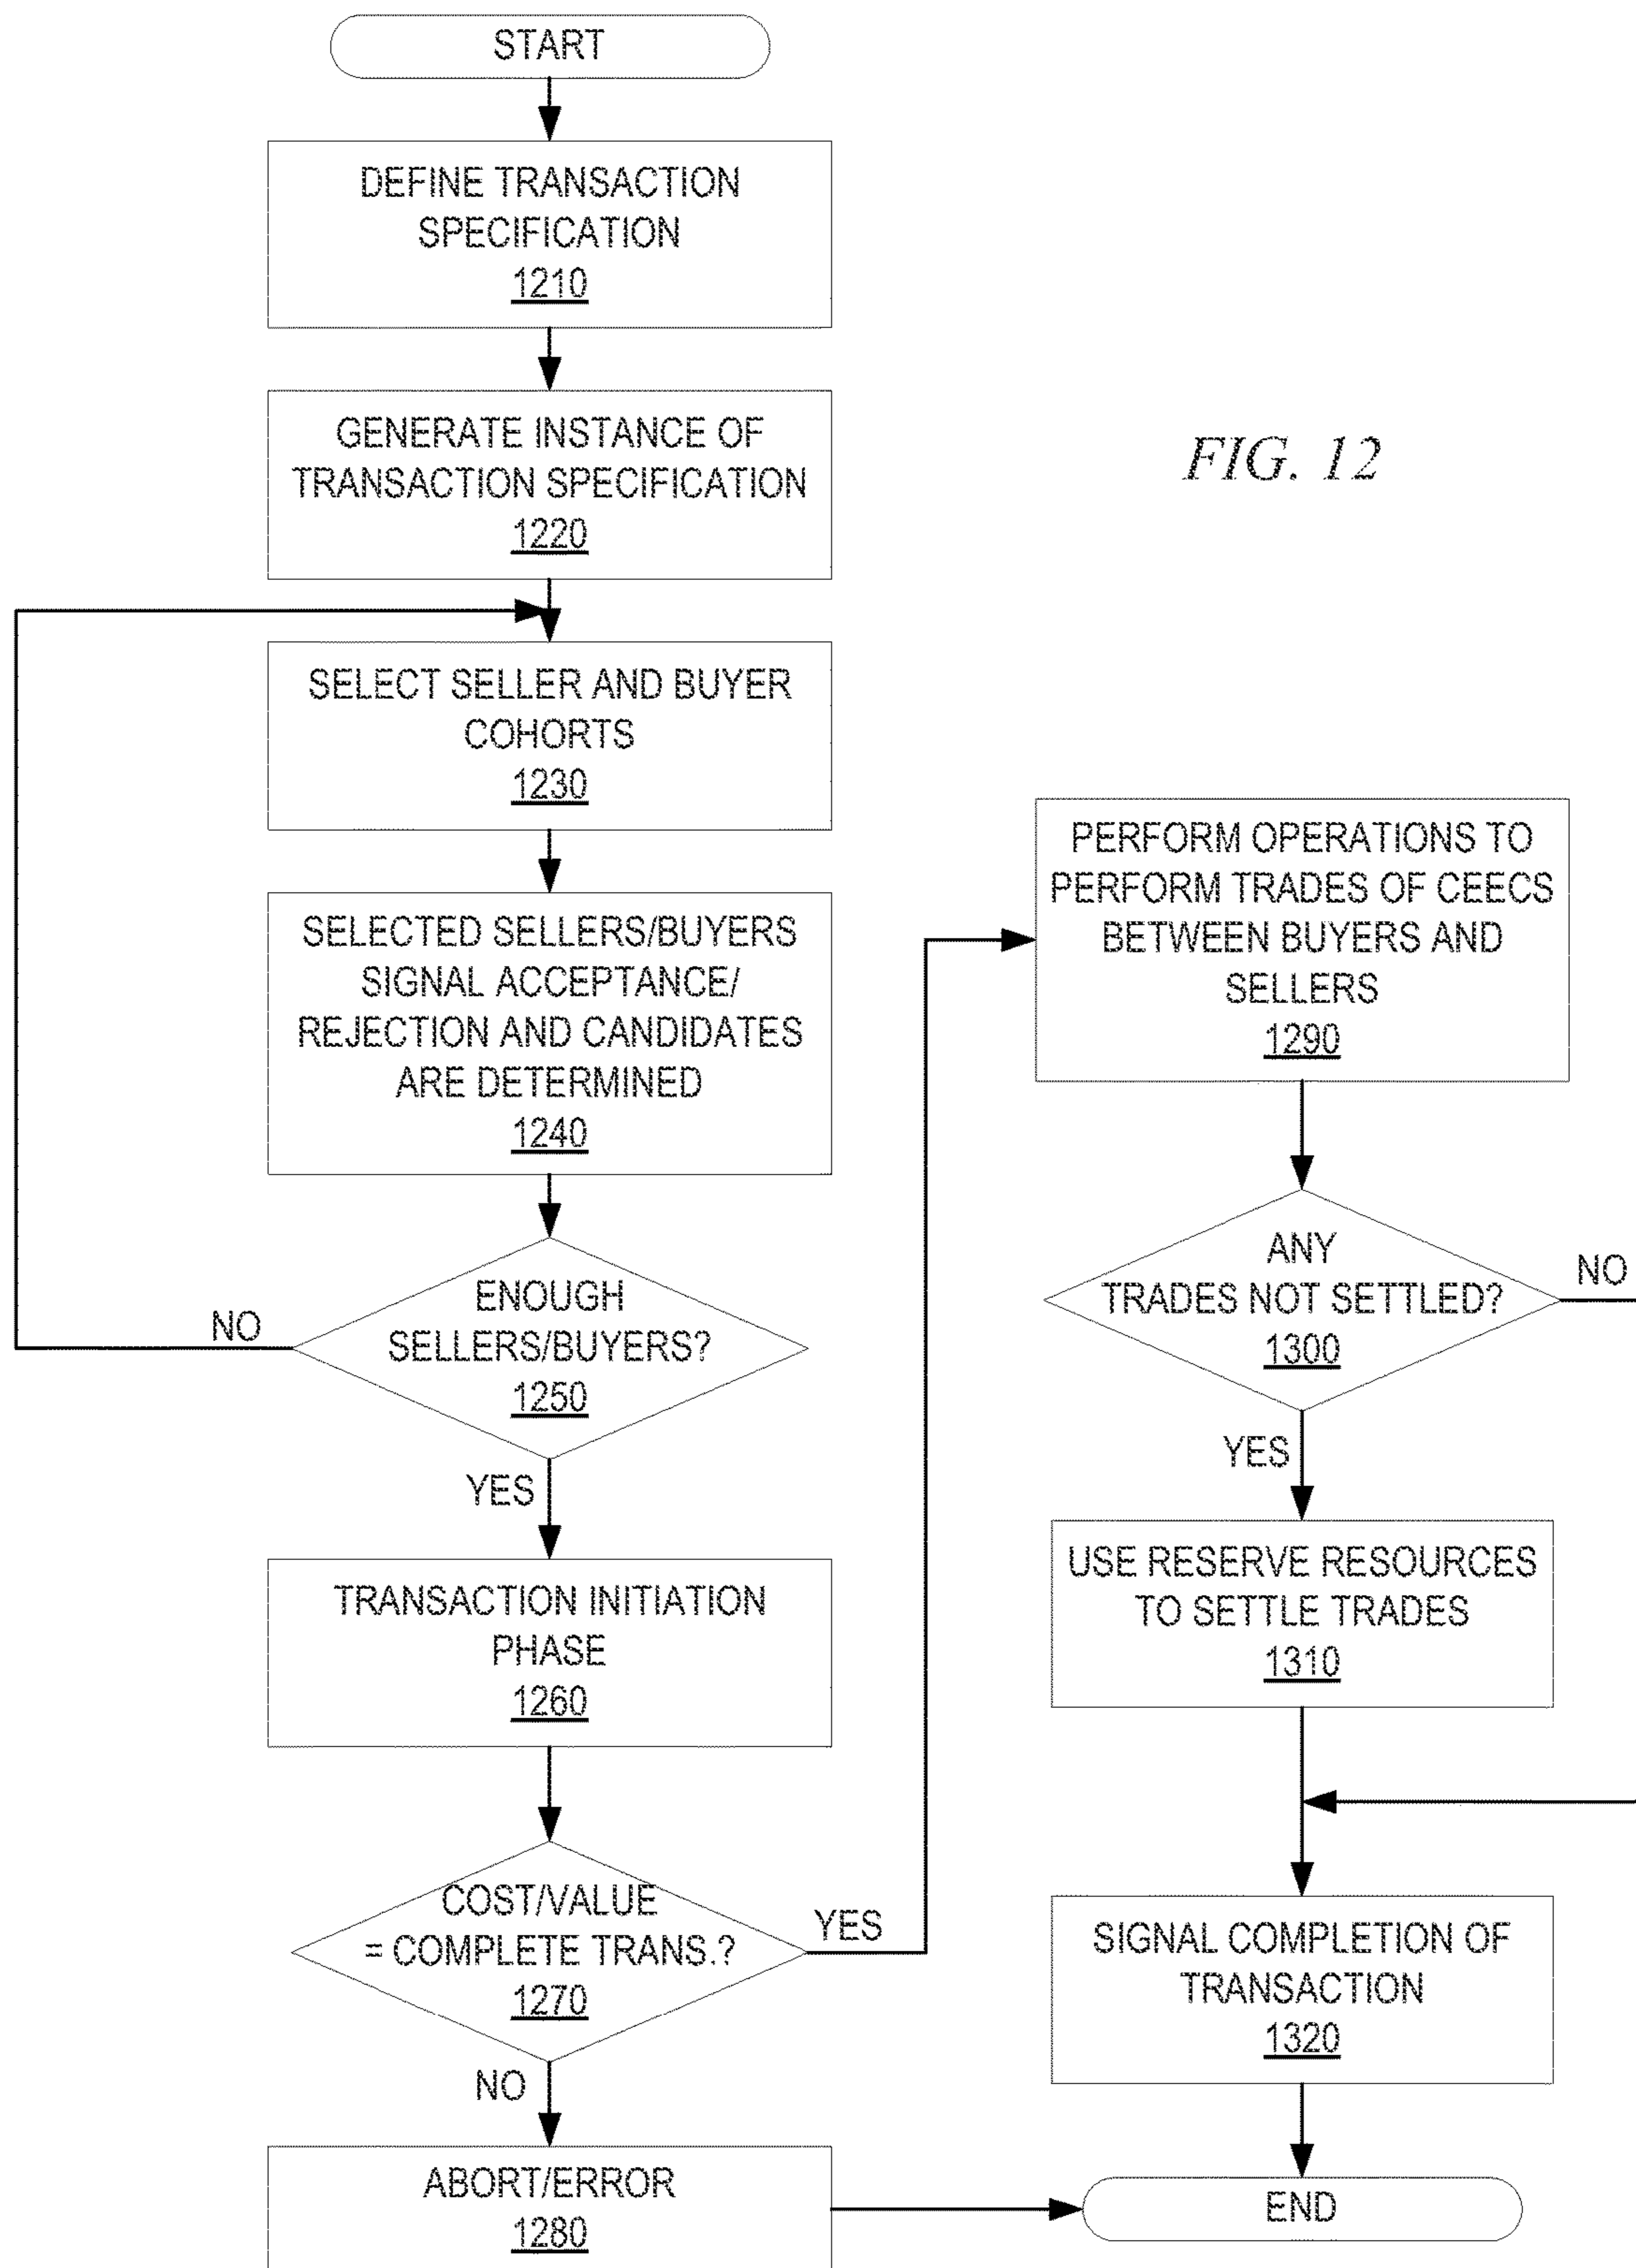 START
DEFINE TRANSACTION
SPECIFICATION
1210
GENERATE INSTANCE OF
TRANSACTION SPECIFICATION
1220
FIG. 12
SELECT SELLER AND BUYER
COHORTS
1230
SELECTED SELLERS/BUYERS
SIGNAL ACCEPTANCE/
REJECTION AND CANDIDATES
ARE DETERMINED
1240
ENOUGH
SELLERS/BUYERS?
1250
NO
YES
TRANSACTION INITIATION
PHASE
1260
COST/VALUE
= COMPLETE TRANS.?
1270
YES
NO
ABORT/ERROR
1280
PERFORM OPERATIONS TO
PERFORM TRADES OF CEECS
BETWEEN BUYERS AND
SELLERS
1290
ANY
TRADES NOT SETTLED?
1300
NO
YES
USE RESERVE RESOURCES
TO SETTLE TRADES
1310
SIGNAL COMPLETION OF
TRANSACTION
1320
END